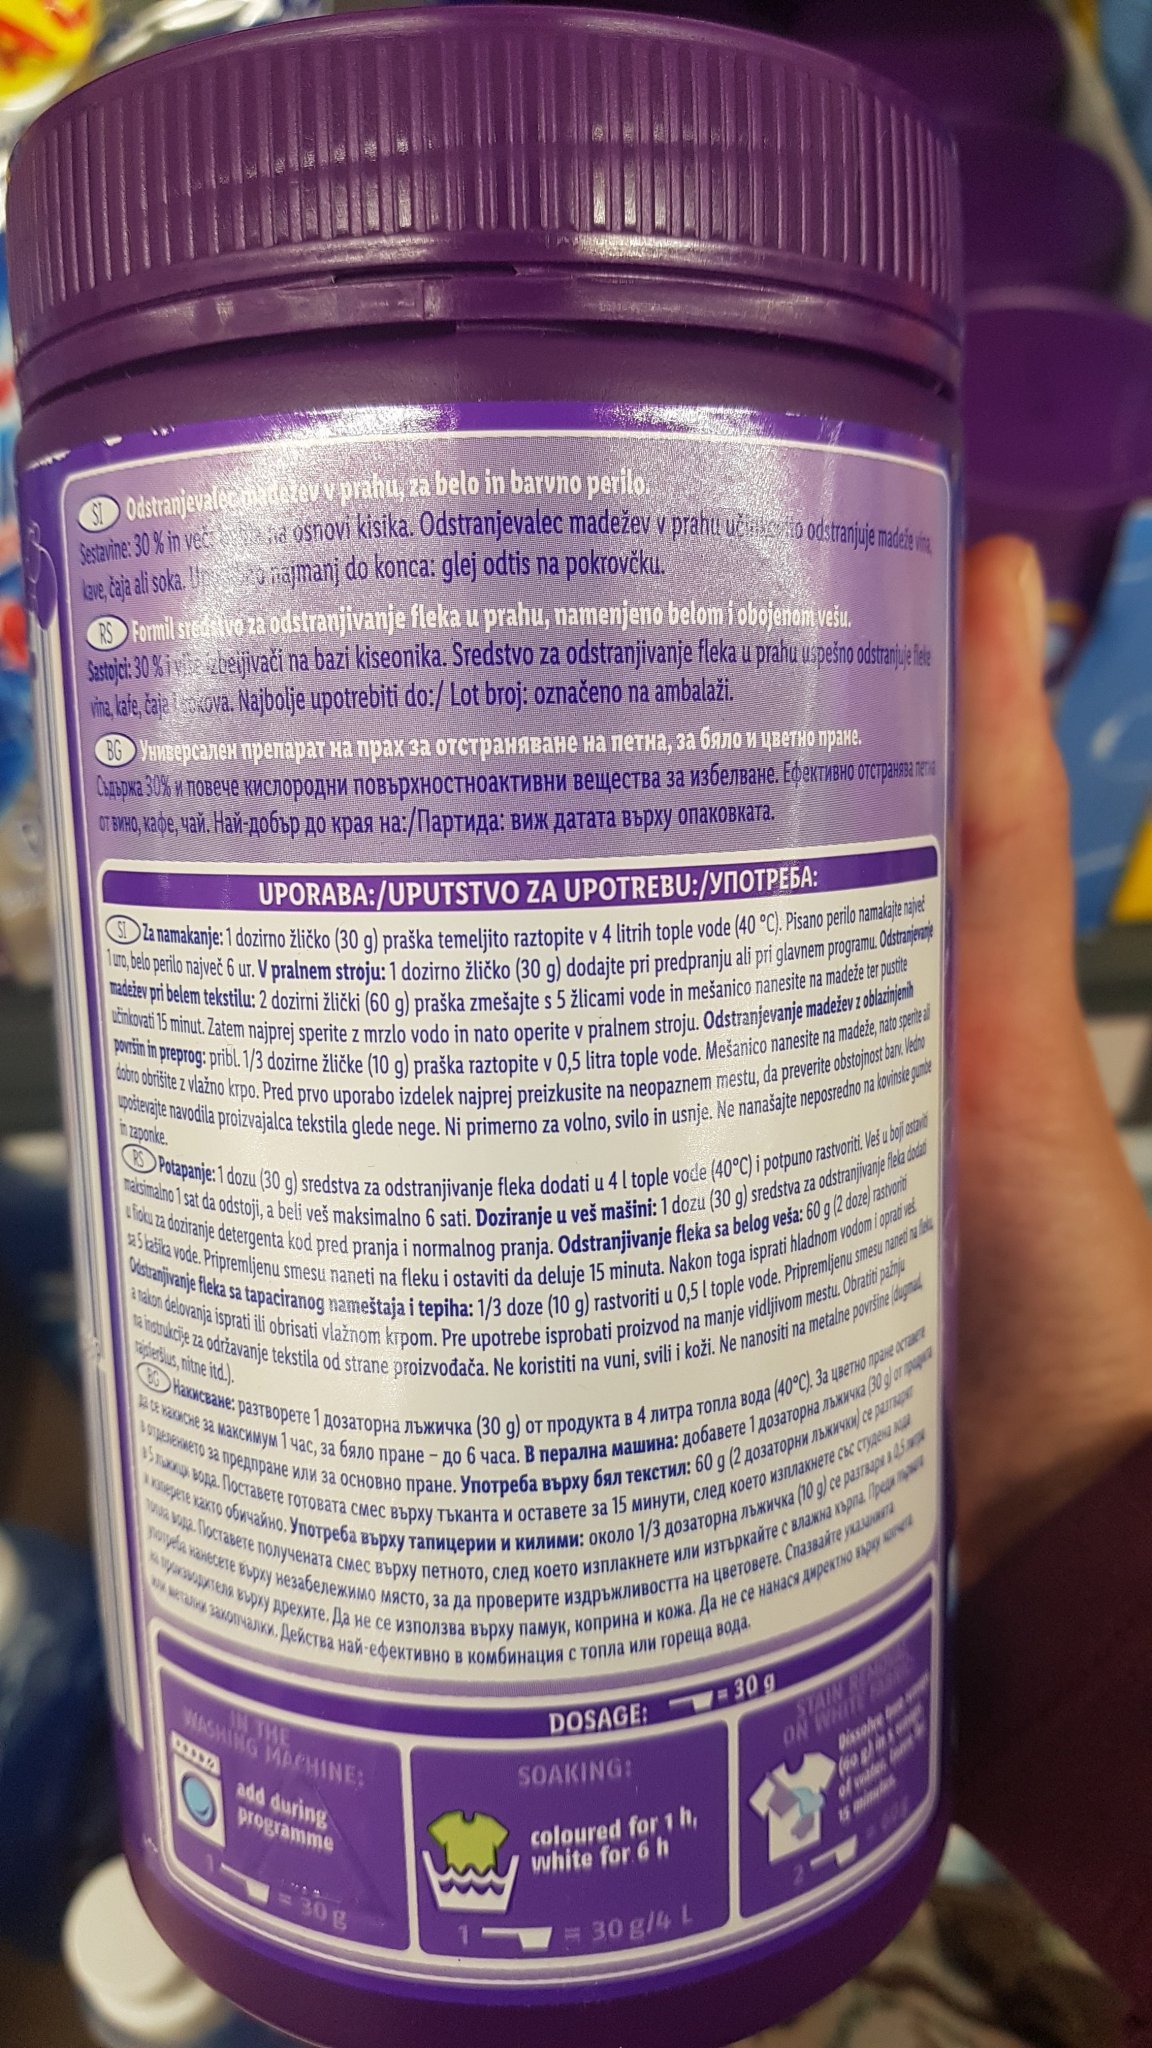 SI Odstranjevalec madežev v prahu, za belo in barvno perilo.
Sestavine: 30 % in več na osnovi kisika. Odstranjevalec madežev v prahu učinkovito odstranjuje madeže vina,
kave, čaja ali soka. najmanj do konca: glej odtis na pokrovčku.
RS Formil sredstvo za odstranjivanje fleka u prahu, namenjeno belom i obojenom vešu.
Sastojci: 30 % i više izbeljivači na bazi kiseonika. Sredstvo za odstranjivanje fleka u prahu uspešno odstranjuje fleke
vina, kafe, čaja i sokova. Najbolje upotrebiti do:/ Lot broj: označeno na ambalaži.
BG Универсален препарат на прах за отстраняване на петна, за бяло и цветно пране.
Съдържа 30% и повече кислородни повърхностноактивни вещества за избелване. Ефективно отстранява петна
от вино, кафе, чай. Най-добър до края на:/Партида: виж датата върху опаковката.
UPORABA:/UPUTSTVO ZA UPOTREBU:/УПОТРЕБА:
SI Za namakanje: 1 dozirno žličko (30 g) praška temeljito raztopite v 4 litrih tople vode (40 °C). Pisano perilo namakajte največ
1 uro, belo perilo največ 6 ur. V pralnem stroju: 1 dozirno žličko (30 g) dodajte pri predpranju ali pri glavnem programu. Odstranjevanje
madežev pri belem tekstilu: 2 dozirni žlički (60 g) praška zmešajte s 5 žlicami vode in mešanico nanesite na madeže ter pustite
učinkovati 15 minut. Zatem najprej sperite z mrzlo vodo in nato operite v pralnem stroju. Odstranjevanje madežev z oblazinjenih
površin in preprog: pribl. 1/3 dozirne žličke (10 g) praška raztopite v 0,5 litra tople vode. Mešanico nanesite na madeže, nato sperite ali
dobro obrišite z vlažno krpo. Pred prvo uporabo izdelek najprej preizkusite na neopaznem mestu, da preverite obstojnost barv. Vedno
upoštevajte navodila proizvajalca tekstila glede nege. Ni primerno za volno, svilo in usnje. Ne nanašajte neposredno na kovinske gumbe
in zaponke.
RS Potapanje: 1 dozu (30 g) sredstva za odstranjivanje fleka dodati u 4 l tople vode (40°C) i potpuno rastvoriti. Veš u boji ostaviti
maksimalno 1 sat da odstoji, a beli veš maksimalno 6 sati. Doziranje u veš mašini: 1 dozu (30 g) sredstva za odstranjivanje fleka dodati
u fioku za doziranje detergenta kod pred pranja i normalnog pranja. Odstranjivanje fleka sa belog veša: 60 g (2 doze) rastvoriti
sa 5 kašika vode. Pripremljenu smesu naneti na fleku i ostaviti da deluje 15 minuta. Nakon toga isprati hladnom vodom i oprati veš.
Odstranjivanje fleka sa tapaciranog nameštaja i tepiha: 1/3 doze (10 g) rastvoriti u 0,5 l tople vode. Pripremljenu smesu naneti na fleku,
a nakon delovanja isprati ili obrisati vlažnom krpom. Pre upotrebe isprobati proizvod na manje vidljivom mestu. Obratiti pažnju
na instrukcije za održavanje tekstila od strane proizvođača. Ne koristiti na vuni, svili i koži. Ne nanositi na metalne površine (dugmad,
rajsferšlus, nitne itd.).
BG Накисване: разтворете 1 дозаторна лъжичка (30 g) от продукта в 4 литра топла вода (40°C). За цветно пране оставете
да се накисне за максимум 1 час, за бяло пране – до 6 часа. В перална машина: добавете 1 дозаторна лъжичка (30 g) от продукта
в отделението за предпране или за основно пране. Употреба върху бял текстил: 60 g (2 дозаторни лъжички) се разтварят
в 5 лъжици вода. Поставете готовата смес върху тъканта и оставете за 15 минути, след което изплакнете със студена вода
и изперете както обичайно. Употреба върху тапицерии и килими: около 1/3 дозаторна лъжичка (10 g) се разтваря в 0,5 литра
топла вода. Поставете получената смес върху петното, след което изплакнете или изтъркайте с влажна кърпа. Преди първата
употреба нанесете върху незабележимо място, за да проверите издръжливостта на цветовете. Спазвайте указанията
на производителя върху дрехите. Да не се използва върху памук, коприна и кожа. Да не се нанася директно върху копчета
или метални закопчалки. Действа най-ефективно в комбинация с топла или гореща вода.
DOSAGE: = 30 g
IN THE
WASHING MACHINE:
add during
programme
1 = 30 g
SOAKING:
coloured for 1 h,
white for 6 h
1 = 30 g/4 L
STAIN REMOVAL
ON WHITE FABRICS
Dissolve
(60 g) in 5
of water,
15 minutes.
2 = 60 g